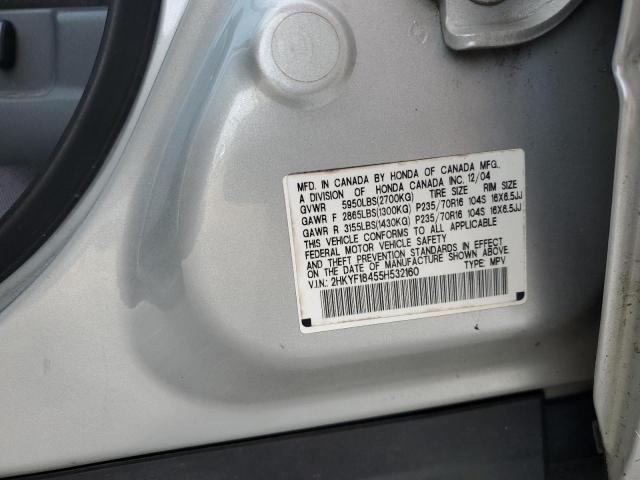 MFD. IN CANADA BY HONDA OF CANADA MFG.,
A DIVISION OF HONDA CANADA INC. 12/04
GVWR 5950LBS(2700KG) TIRE SIZE RIM SIZE
GAWR F 2865LBS(1300KG) P235/70R16 104S 16X6.5JJ
GAWR R 3155LBS(1430KG) P235/70R16 104S 16X6.5JJ
THIS VEHICLE CONFORMS TO ALL APPLICABLE
FEDERAL MOTOR VEHICLE SAFETY
AND THEFT PREVENTION STANDARDS IN EFFECT
ON THE DATE OF MANUFACTURE SHOWN ABOVE.
V.I.N.: 2HKYF18455H532160 TYPE: MPV